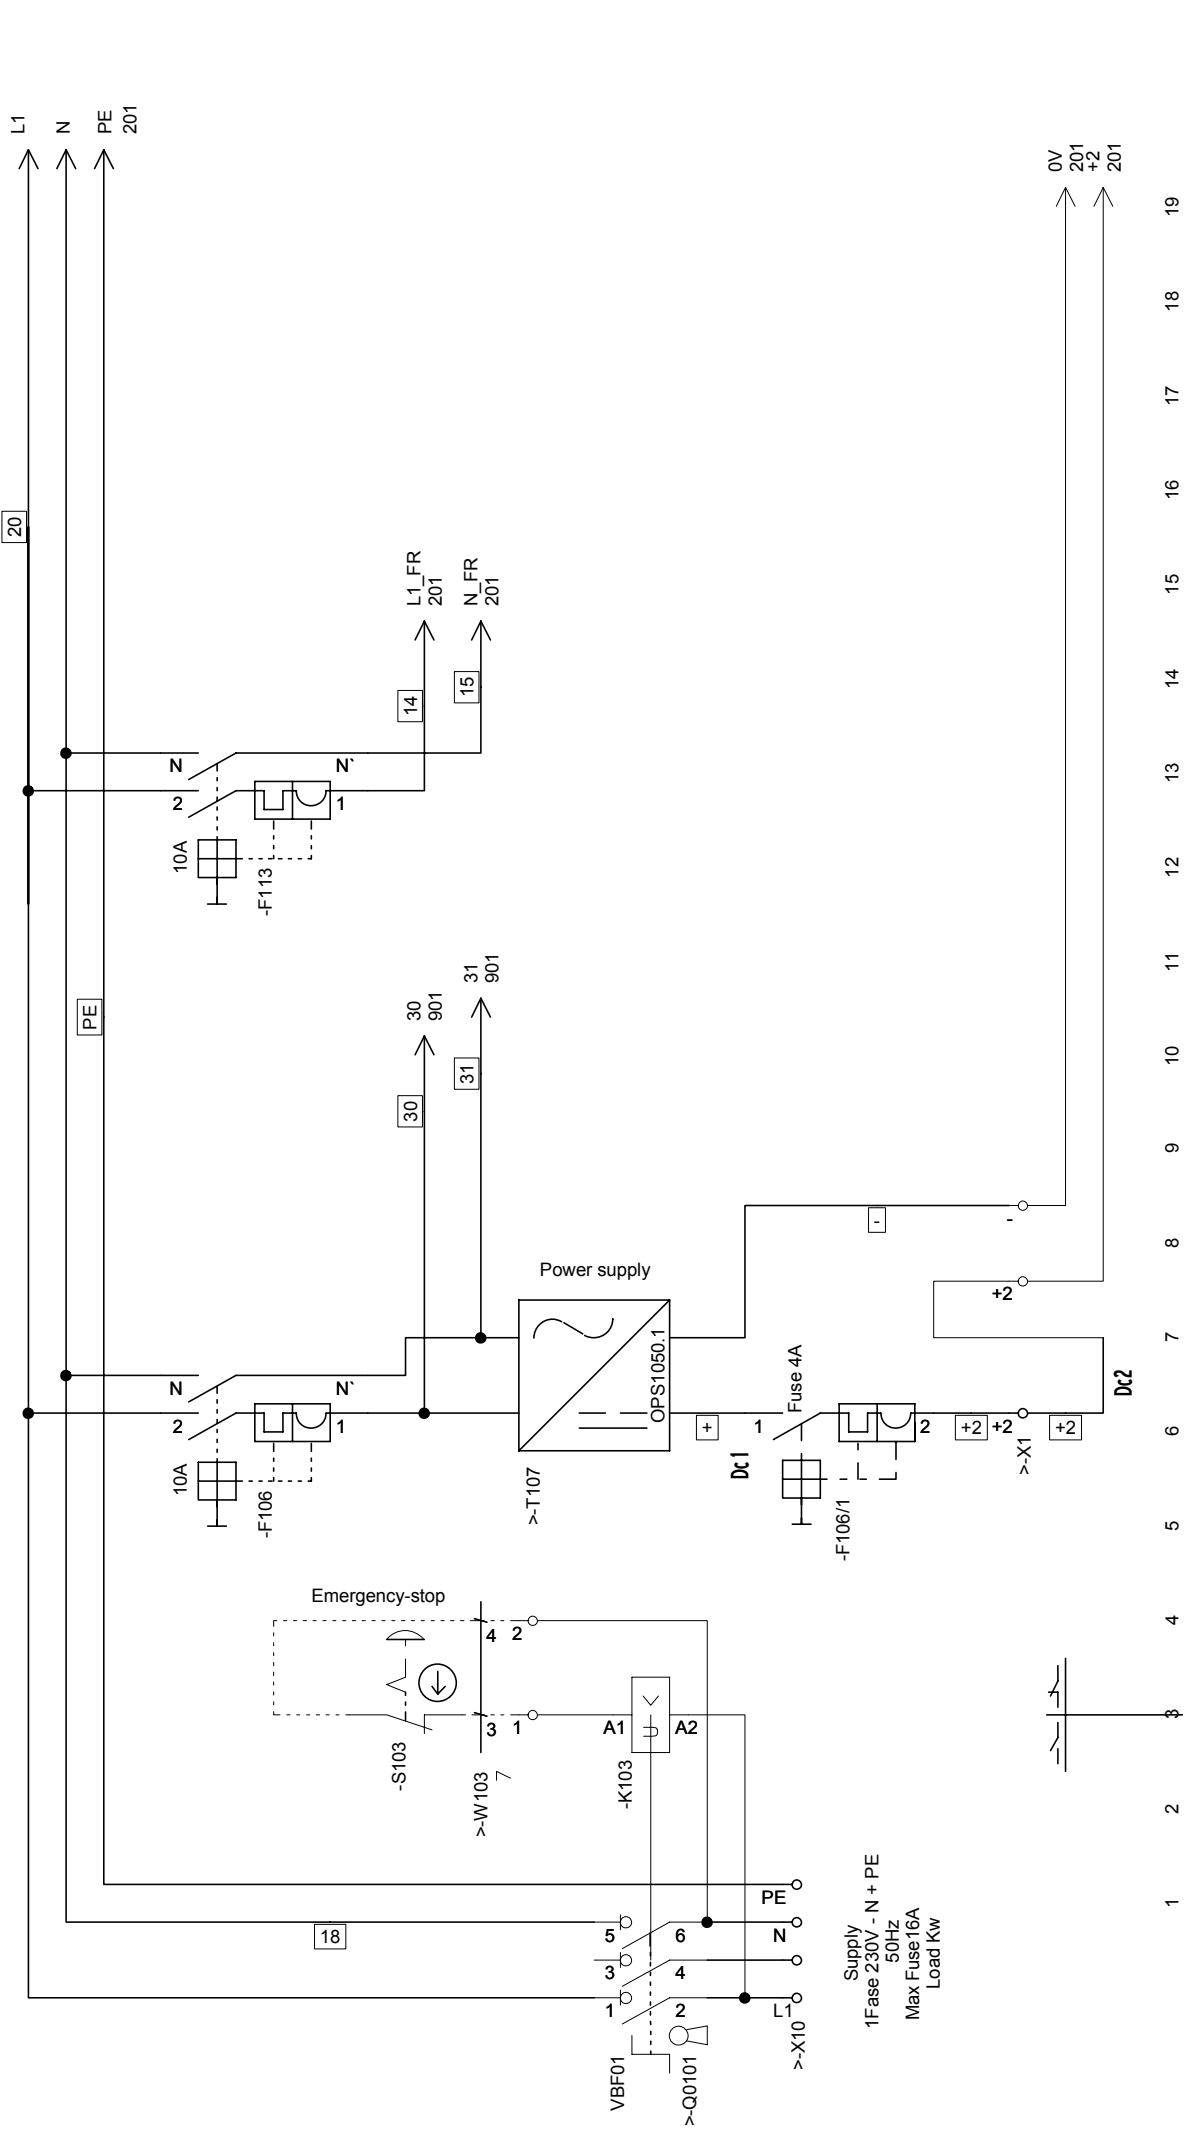 L1
N
PE
201
20
PE
18
N
2
10A
-F113
N`
1
14
15
L1_FR
201
N_FR
201
N
2
10A
-F106
N`
1
30
31
30
901
31
901
Power supply
OPS1050.1
>-T107
+
-
Dc1
1
Fuse 4A
-F106/1
2
+2
+2
>-X1
+2
+2
-
Dc2
0V
201
+2
201
Emergency-stop
-S103
4
2
3
1
>-W103
7
A1
A2
U
-K103
5
6
3
4
1
2
VBF01
>-Q0101
PE
N
L1
>-X10
Supply
1Fase 230V - N + PE
50Hz
Max Fuse16A
Load Kw
1
2
3
4
5
6
7
8
9
10
11
12
13
14
15
16
17
18
19